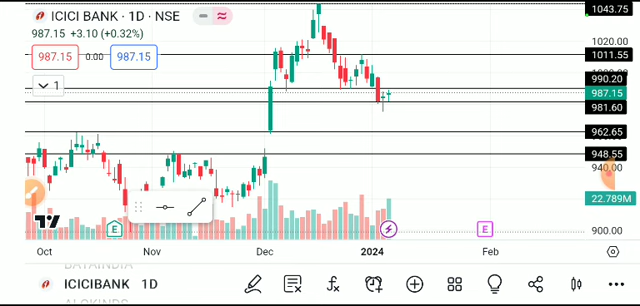 ICICI BANK · 1D · NSE
987.15 +3.10 (+0.32%)
987.15 0.00 987.15
1
1043.75
1020.00
1011.55
990.20
987.15
981.60
962.65
948.55
940.00
22.789M
900.00
E
E
Oct Nov Dec 2024 Feb
ICICIBANK 1D